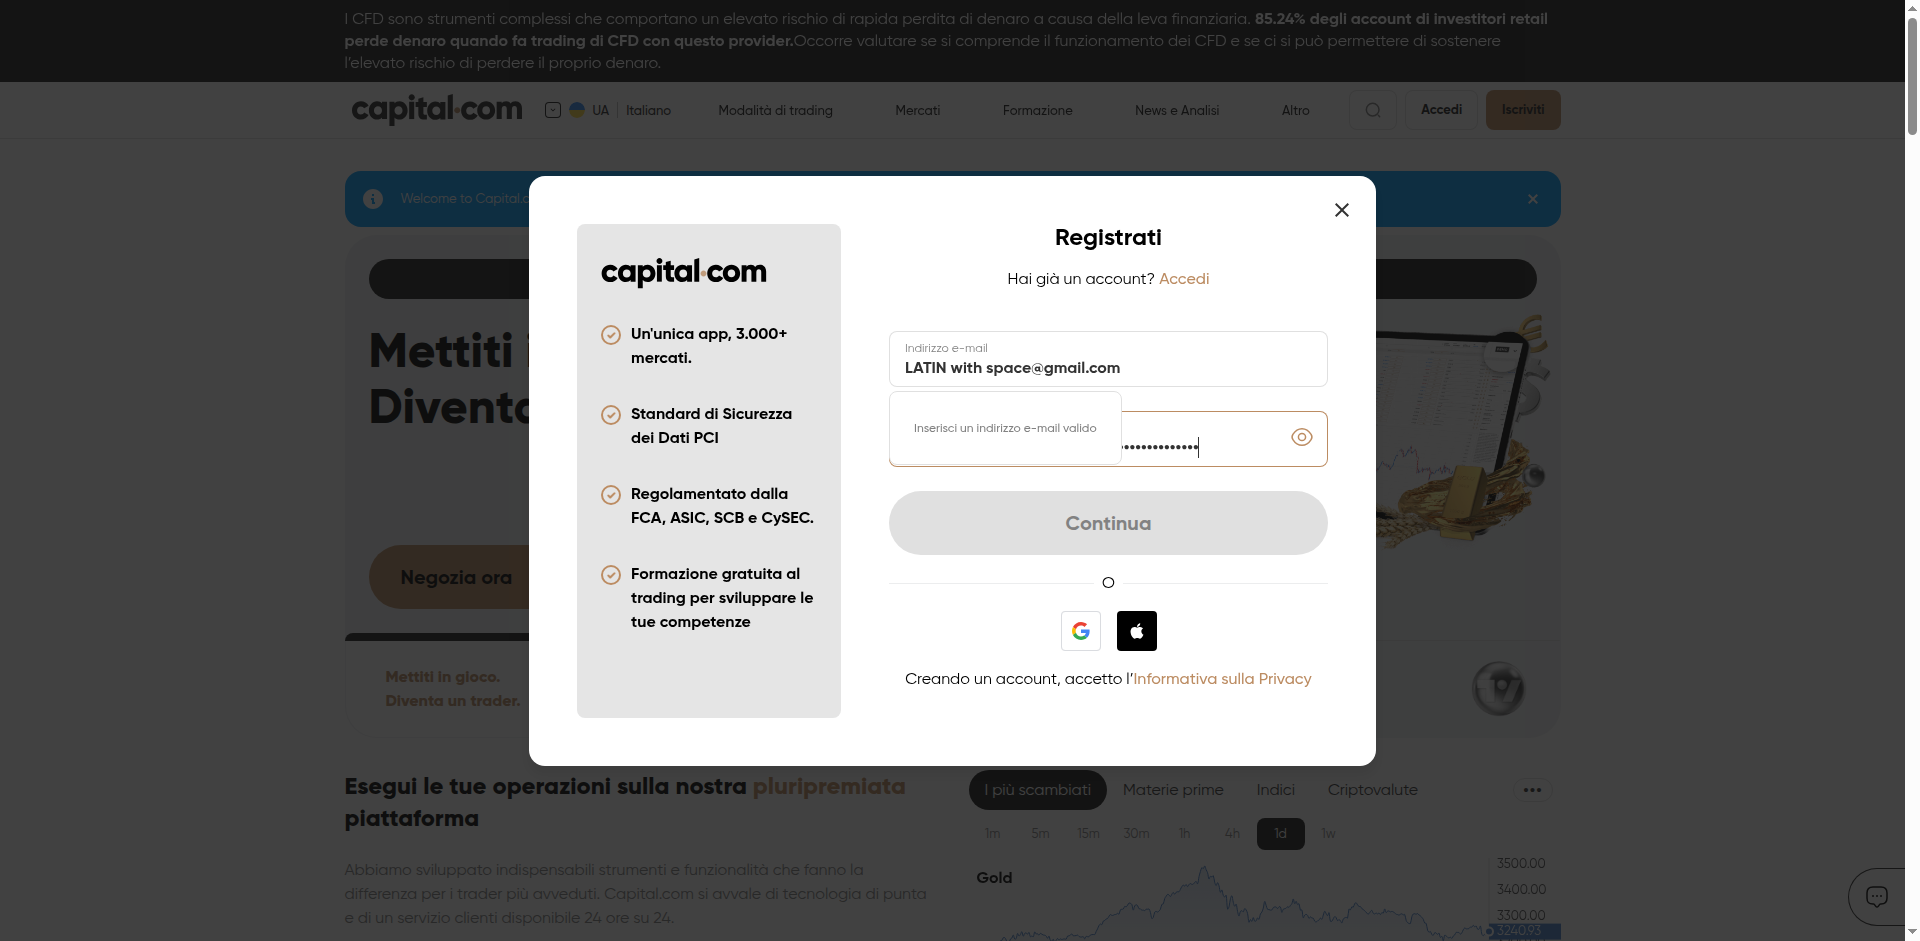 I CFD sono strumenti complessi che comportano un elevato rischio di rapida perdita di denaro a causa della leva finanziaria. 85.24% degli account di investitori retail
perde denaro quando fa trading di CFD con questo provider.Occorre valutare se si comprende il funzionamento dei CFD e se ci si può permettere di sostenere
l'elevato rischio di perdere il proprio denaro.
capital.com UA Italiano Modalità di trading Mercati Formazione News e Analisi Altro Accedi Iscriviti
Welcome to Capital.
Registrati
capital.com
Hai già un account? Accedi
Un'unica app, 3.000+
mercati.
Indirizzo e-mail
LATIN with space@gmail.com
Mettiti
Standard di Sicurezza
dei Dati PCI
Inserisci un indirizzo e-mail valido
Regolamentato dalla
FCA, ASIC, SCB e CySEC.
Continua
Negozia ora
Formazione gratuita al
trading per sviluppare le
tue competenze
O
Creando un account, accetto l'Informativa sulla Privacy
Mettiti in gioco.
Diventa un trader.
Esegui le tue operazioni sulla nostra pluripremiata
piattaforma
Abbiamo sviluppato indispensabili strumenti e funzionalità che fanno la
differenza per i trader più avveduti. Capital.com si avvale di tecnologia di punta
e di un servizio clienti disponibile 24 ore su 24.
I più scambiati Materie prime Indici Criptovalute
1m 5m 15m 30m 1h 4h 1d 1w
Gold
3500.00
3400.00
3300.00
3240.93